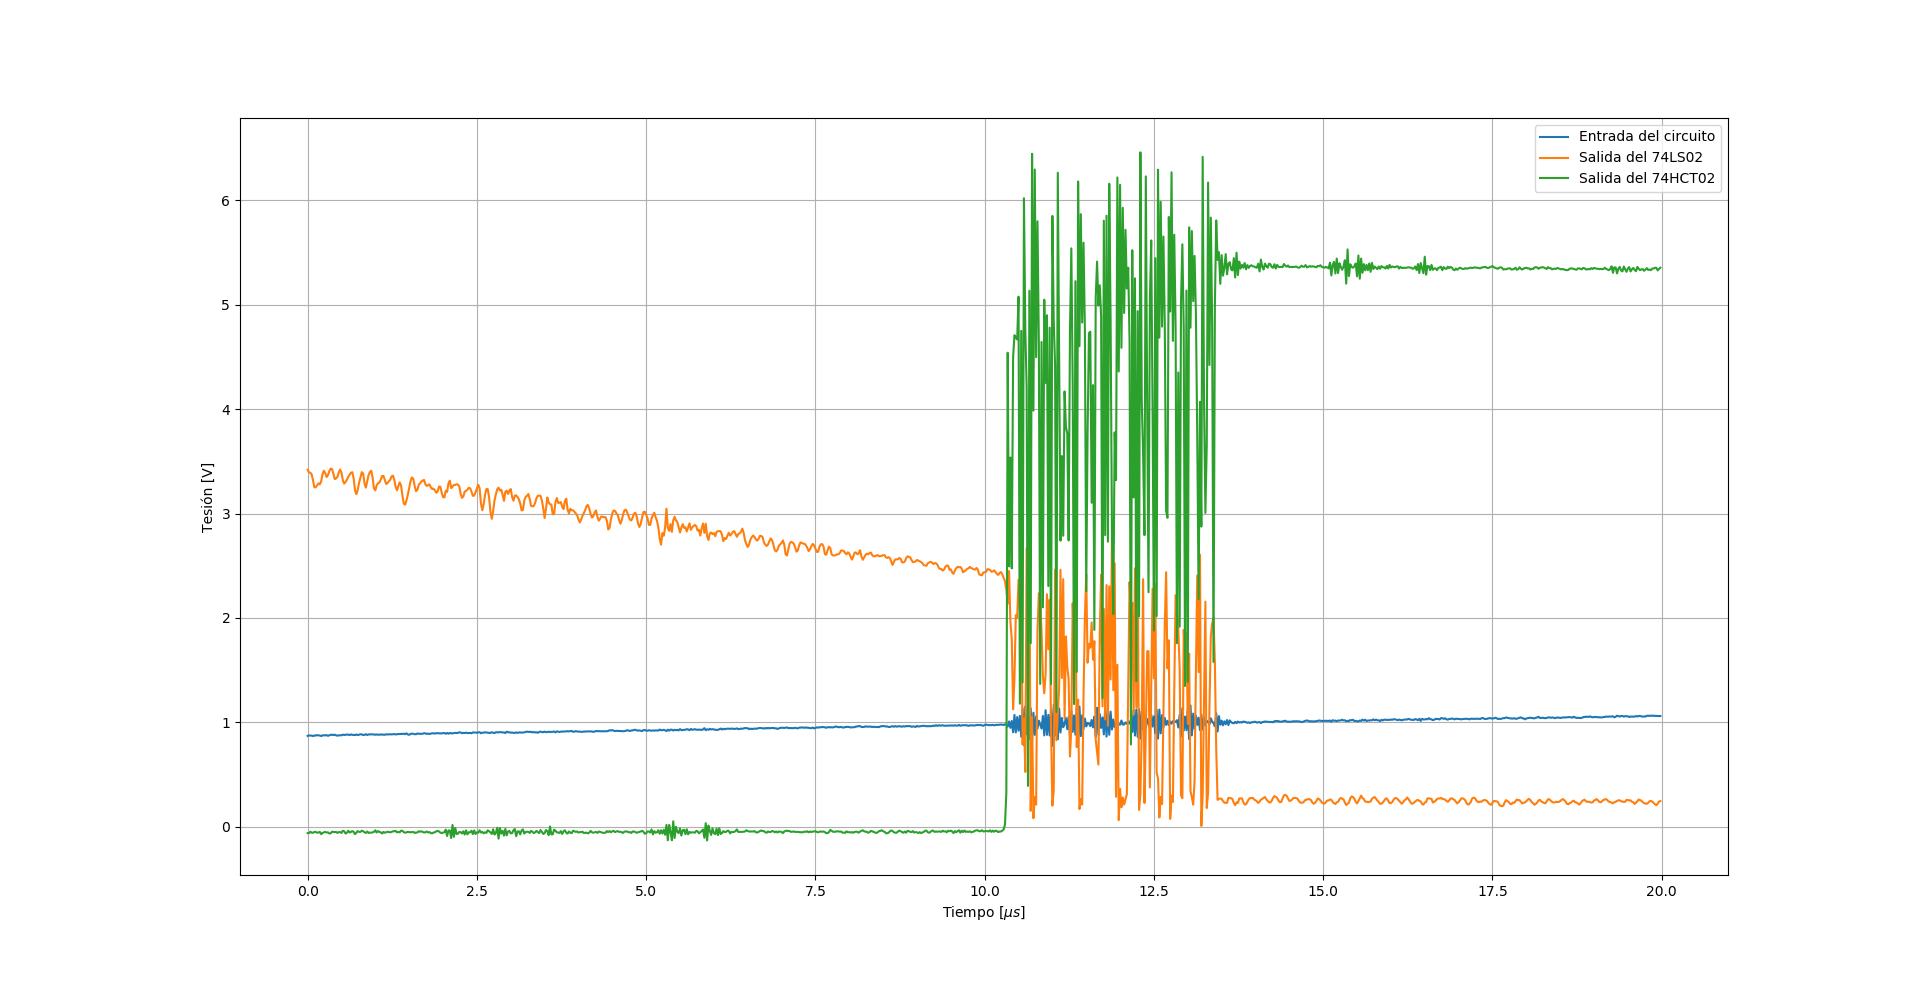 Entrada del circuito
Salida del 74LS02
Salida del 74HCT02
6
5
4
3
2
1
0
Tesión [V]
0.0 2.5 5.0 7.5 10.0 12.5 15.0 17.5 20.0
Tiempo [μs]